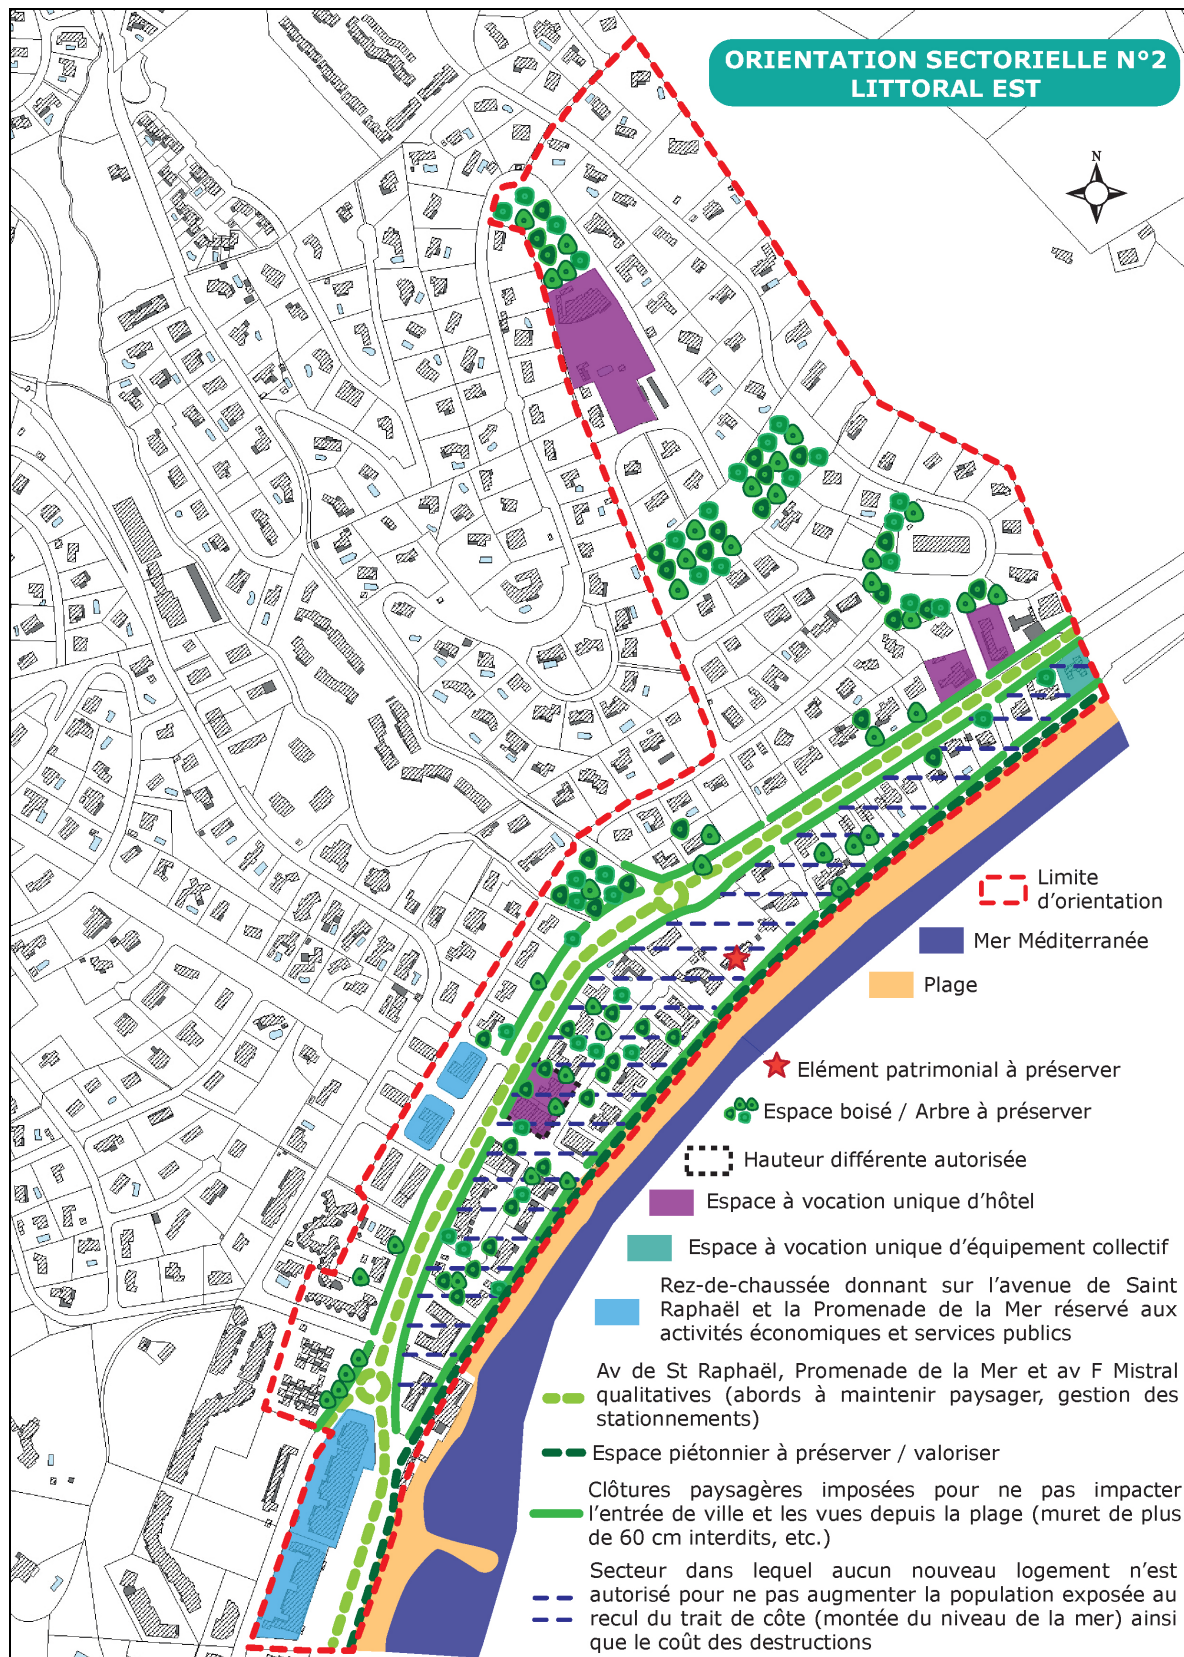 ORIENTATION SECTORIELLE N°2
LITTORAL EST
N
Limite
d'orientation
Mer Méditerranée
Plage
Elément patrimonial à préserver
Espace boisé / Arbre à préserver
Hauteur différente autorisée
Espace à vocation unique d'hôtel
Espace à vocation unique d'équipement collectif
Rez-de-chaussée donnant sur l'avenue de Saint
Raphaël et la Promenade de la Mer réservé aux
activités économiques et services publics
Av de St Raphaël, Promenade de la Mer et av F Mistral
qualitatives (abords à maintenir paysager, gestion des
stationnements)
Espace piétonnier à préserver / valoriser
Clôtures paysagères imposées pour ne pas impacter
l'entrée de ville et les vues depuis la plage (muret de plus
de 60 cm interdits, etc.)
Secteur dans lequel aucun nouveau logement n'est
autorisé pour ne pas augmenter la population exposée au
recul du trait de côte (montée du niveau de la mer) ainsi
que le coût des destructions